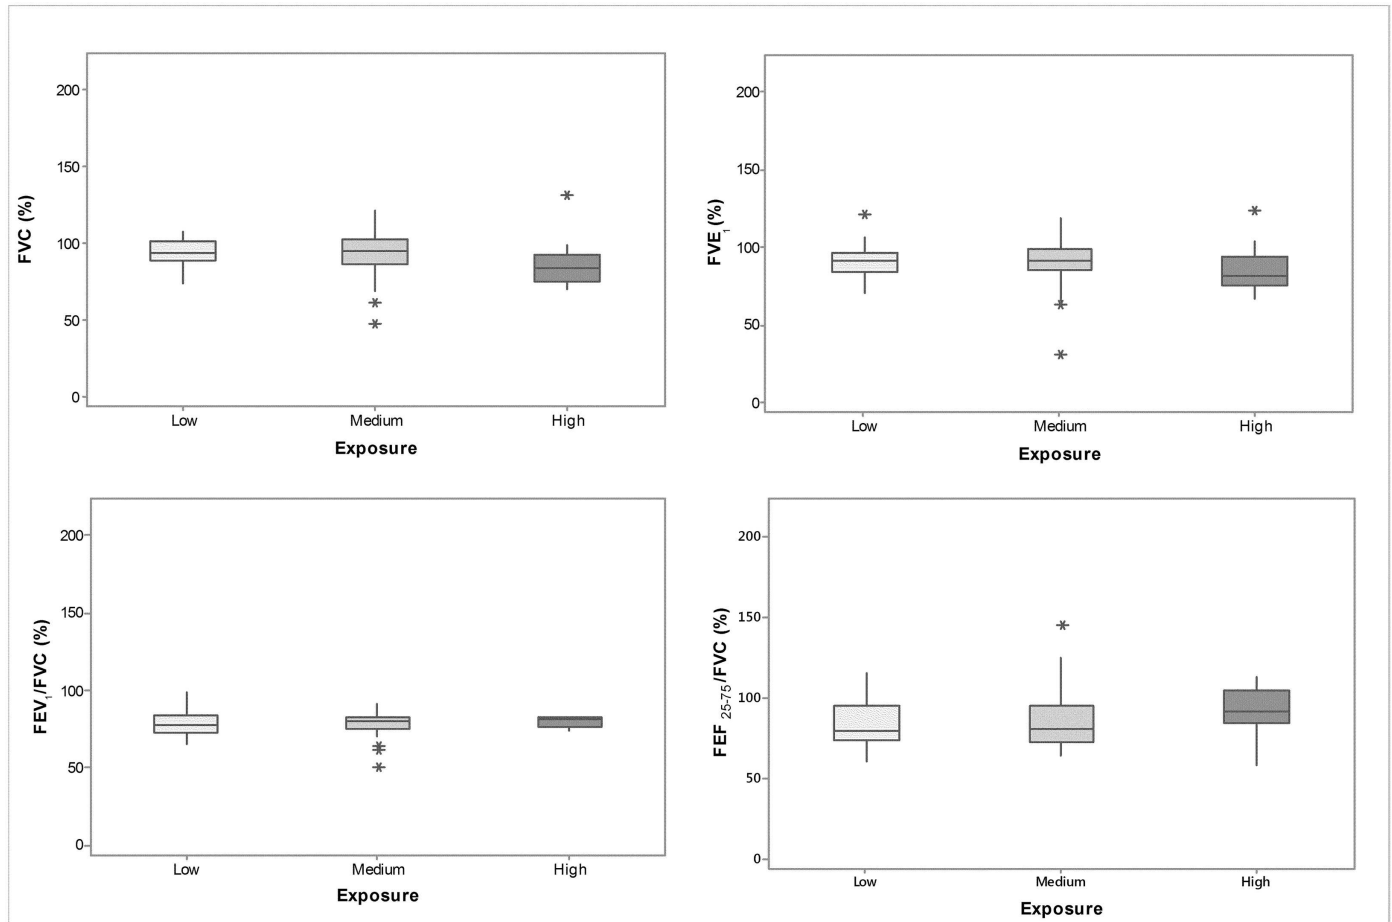 FVC (%)
200
150
100
50
0
Low Medium High
Exposure
FVE1 (%)
200
150
100
50
0
Low Medium High
Exposure
FEV1/FVC (%)
200
150
100
50
0
Low Medium High
Exposure
FEF 25-75/FVC (%)
200
150
100
50
0
Low Medium High
Exposure